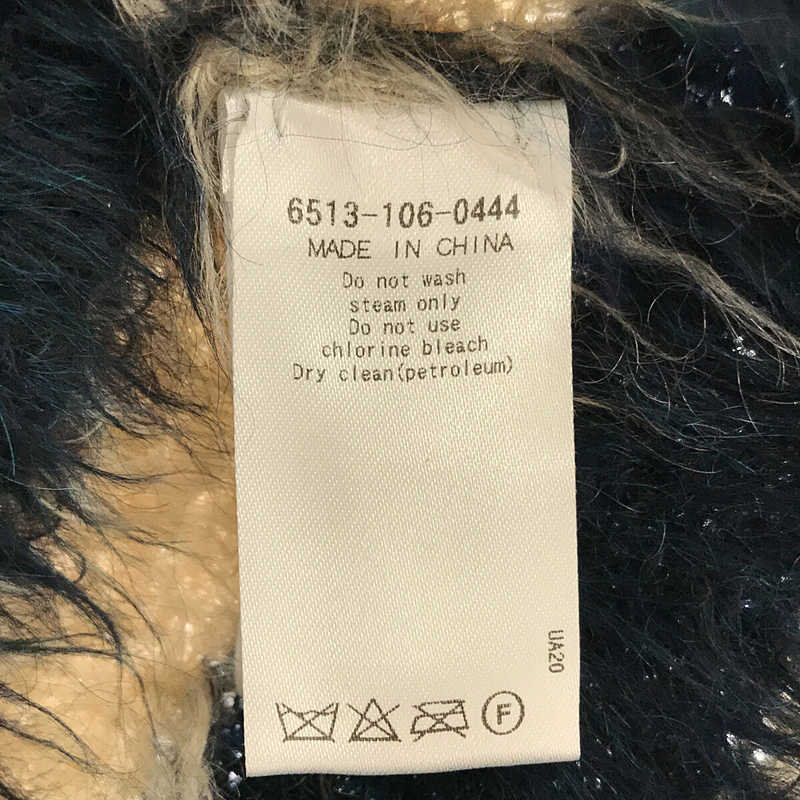 6513-106-0444
MADE IN CHINA
Do not wash
steam only
Do not use
chlorine bleach
Dry clean(petroleum)
UA20
F